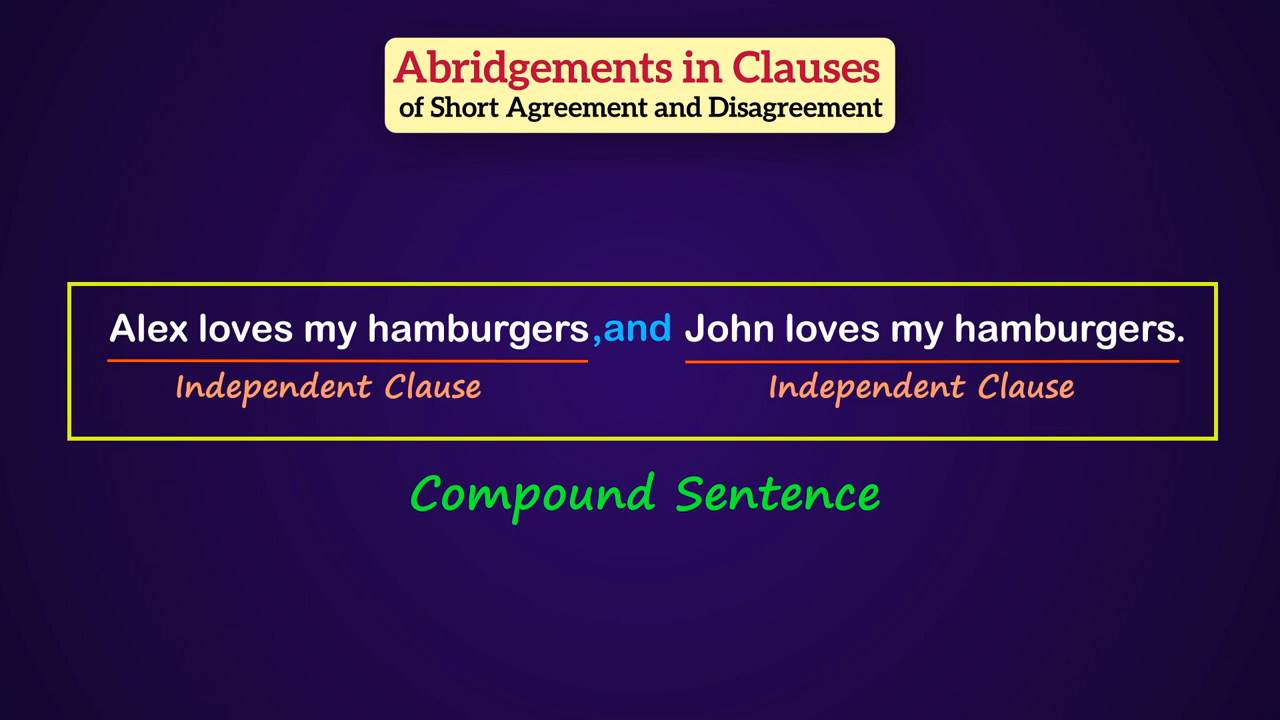 Abridgements in Clauses
of Short Agreement and Disagreement
Alex loves my hamburgers,and John loves my hamburgers.
Independent Clause Independent Clause
Compound Sentence